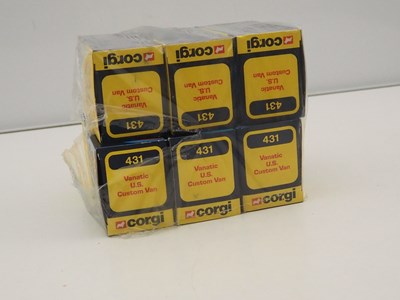 corgi corgi corgi
Vanatic U.S. Custom Van
Vanatic U.S. Custom Van
Vanatic U.S. Custom Van
431 431 431
431
Vanatic
U.S.
Custom Van
corgi
431
Vanatic
U.S.
Custom Van
corgi
431
Vanatic
U.S.
Custom Van
corgi